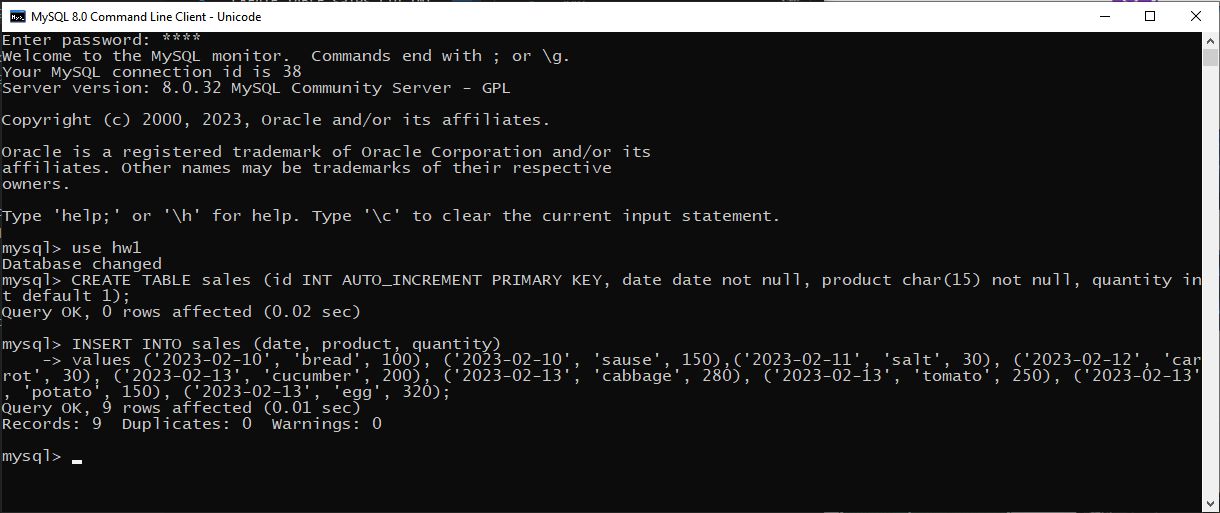 MySQL 8.0 Command Line Client - Unicode
Enter password: ****
Welcome to the MySQL monitor.  Commands end with ; or \g.
Your MySQL connection id is 38
Server version: 8.0.32 MySQL Community Server - GPL
Copyright (c) 2000, 2023, Oracle and/or its affiliates.
Oracle is a registered trademark of Oracle Corporation and/or its
affiliates. Other names may be trademarks of their respective
owners.
Type 'help;' or '\h' for help. Type '\c' to clear the current input statement.
mysql> use hw1
Database changed
mysql> CREATE TABLE sales (id INT AUTO_INCREMENT PRIMARY KEY, date date not null, product char(15) not null, quantity in
t default 1);
Query OK, 0 rows affected (0.02 sec)
mysql> INSERT INTO sales (date, product, quantity)
    -> values ('2023-02-10', 'bread', 100), ('2023-02-10', 'sause', 150),('2023-02-11', 'salt', 30), ('2023-02-12', 'car
rot', 30), ('2023-02-13', 'cucumber', 200), ('2023-02-13', 'cabbage', 280), ('2023-02-13', 'tomato', 250), ('2023-02-13'
, 'potato', 150), ('2023-02-13', 'egg', 320);
Query OK, 9 rows affected (0.01 sec)
Records: 9  Duplicates: 0  Warnings: 0
mysql>